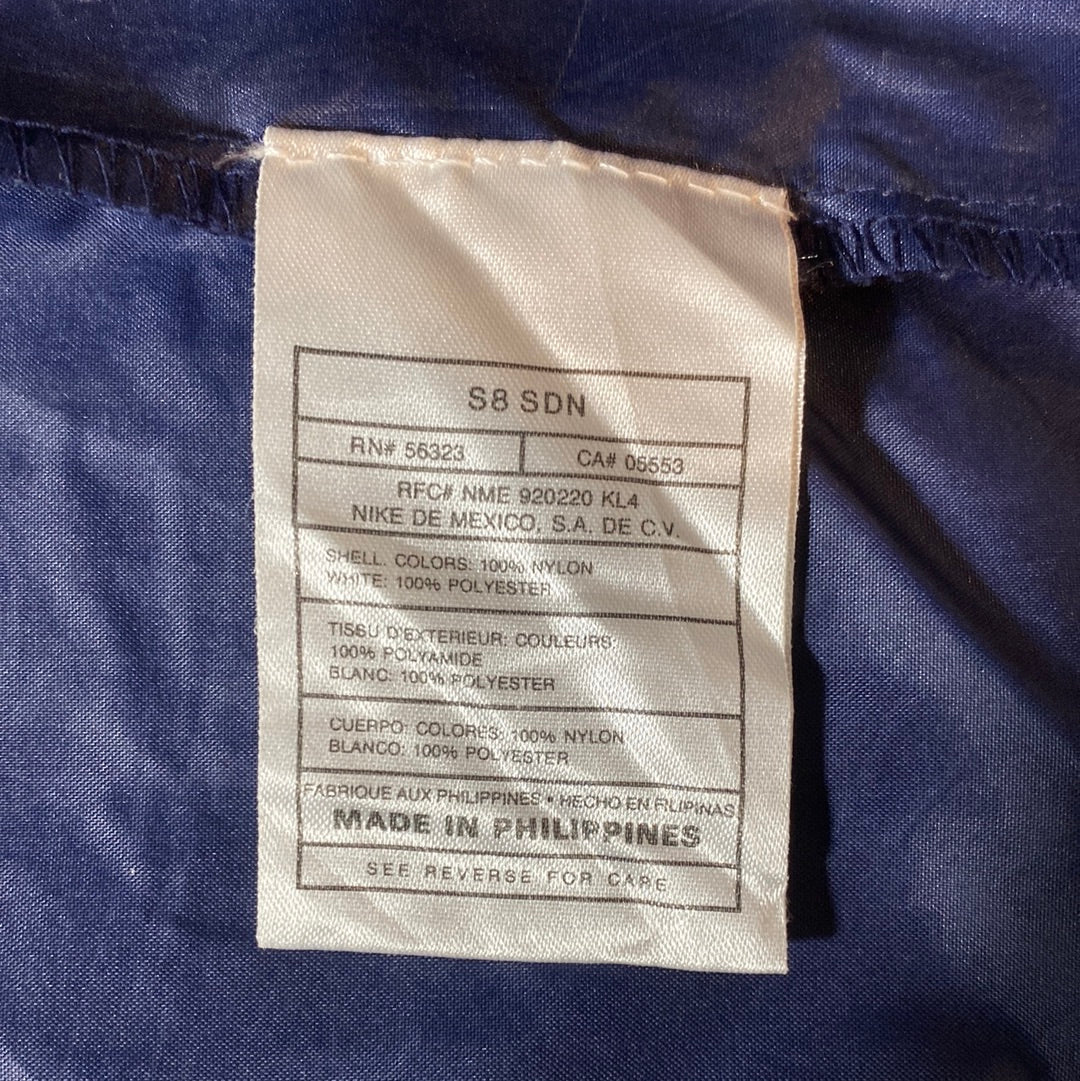 S8 SDN
RN# 56323
CA# 05553
RFC# NME 920220 KL4
NIKE DE MEXICO, S.A. DE C.V.
SHELL. COLORS: 100% NYLON
WHITE: 100% POLYESTER
TISSU D'EXTERIEUR: COULEURS:
100% POLYAMIDE
BLANC: 100% POLYESTER
CUERPO: COLORES: 100% NYLON
BLANCO: 100% POLYESTER
FABRIQUE AUX PHILIPPINES • HECHO EN FILIPINAS
MADE IN PHILIPPINES
SEE REVERSE FOR CARE